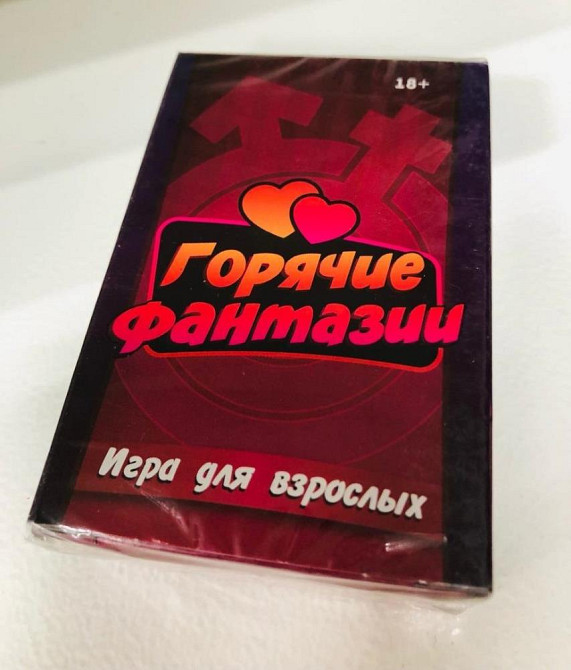 18+
Горячие
фантазии
Игра для взрослых